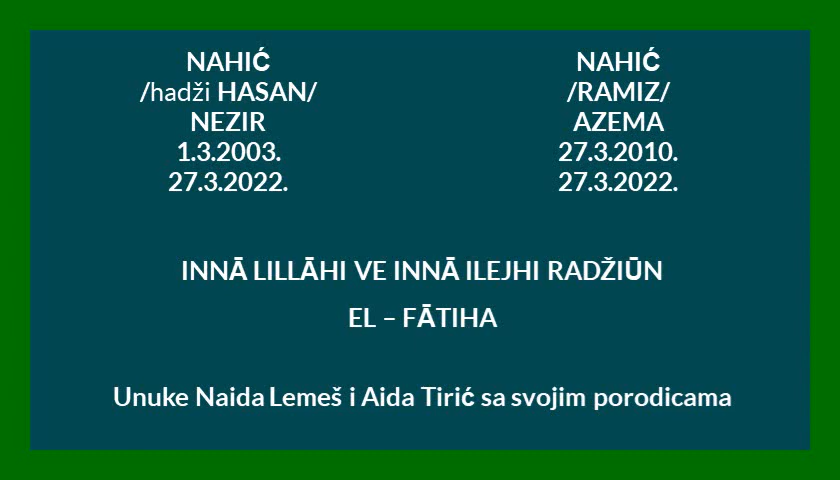 NAHIĆ
/hadži HASAN/
NEZIR
1.3.2003.
27.3.2022.
NAHIĆ
/RAMIZ/
AZEMA
27.3.2010.
27.3.2022.
INNĀ LILLĀHI VE INNĀ ILEJHI RADŽIŪN
EL – FĀTIHA
Unuke Naida Lemeš i Aida Tirić sa svojim porodicama